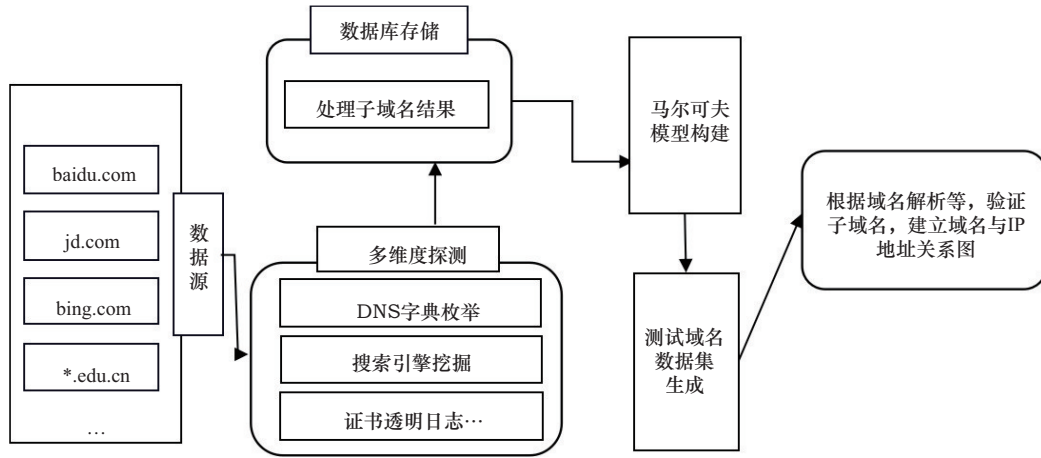 baidu.com
jd.com
bing.com
*.edu.cn
…
数据源
多维度探测
DNS字典枚举
搜索引擎挖掘
证书透明日志…
数据库存储
处理子域名结果
马尔可夫
模型构建
测试域名
数据集
生成
根据域名解析等，验证
子域名，建立域名与IP
地址关系图